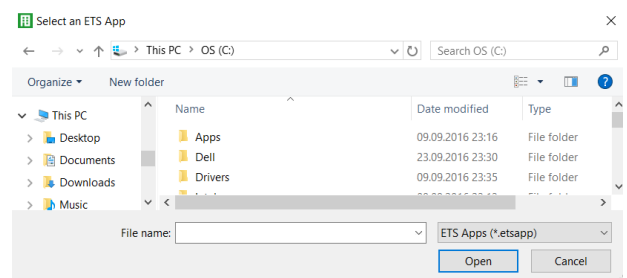 Select an ETS App
This PC > OS (C:)
Search OS (C:)
Organize
New folder
Name Date modified Type
This PC
Desktop
Documents
Downloads
Music
Apps 09.09.2016 23:16 File folder
Dell 23.09.2016 23:30 File folder
Drivers 09.09.2016 23:35 File folder
File name:
ETS Apps (*.etsapp)
Open Cancel